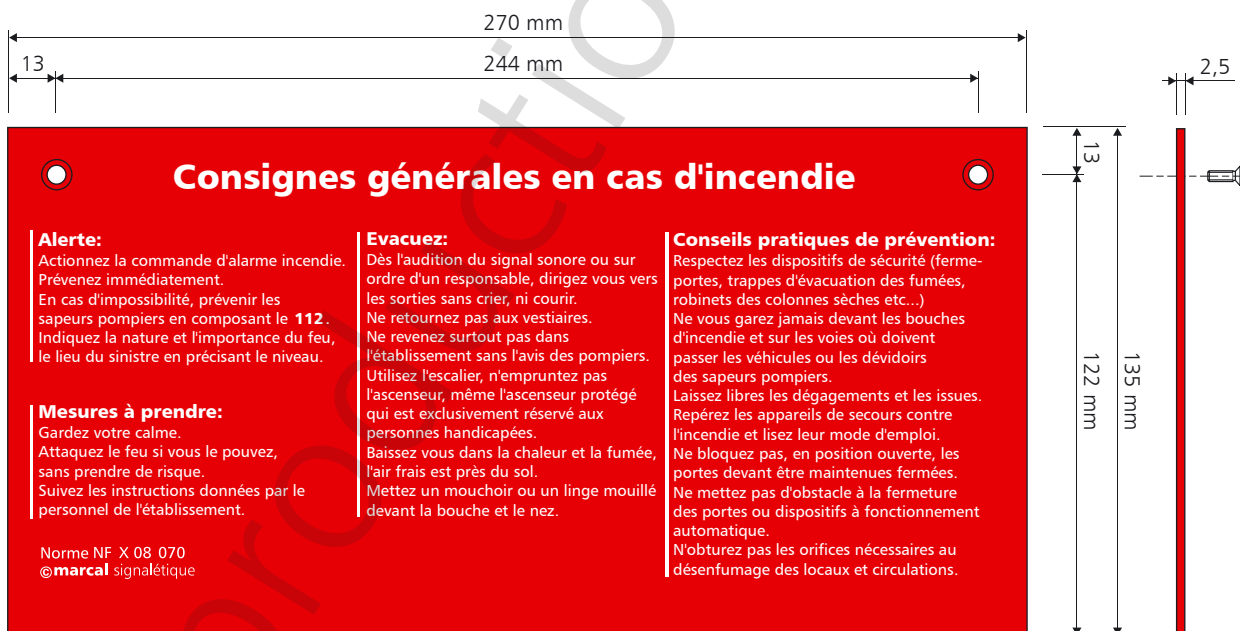 270 mm
13
244 mm
2,5
13
122 mm
135 mm
Consignes générales en cas d'incendie
Alerte:
Actionnez la commande d'alarme incendie.
Prévenez immédiatement.
En cas d'impossibilité, prévenir les
sapeurs pompiers en composant le 112.
Indiquez la nature et l'importance du feu,
le lieu du sinistre en précisant le niveau.
Mesures à prendre:
Gardez votre calme.
Attaquez le feu si vous le pouvez,
sans prendre de risque.
Suivez les instructions données par le
personnel de l'établissement.
Norme NF X 08 070
©marcal signalétique
Evacuez:
Dès l'audition du signal sonore ou sur
ordre d'un responsable, dirigez vous vers
les sorties sans crier, ni courir.
Ne retournez pas aux vestiaires.
Ne revenez surtout pas dans
l'établissement sans l'avis des pompiers.
Utilisez l'escalier, n'empruntez pas
l'ascenseur, même l'ascenseur protégé
qui est exclusivement réservé aux
personnes handicapées.
Baissez vous dans la chaleur et la fumée,
l'air frais est près du sol.
Mettez un mouchoir ou un linge mouillé
devant la bouche et le nez.
Conseils pratiques de prévention:
Respectez les dispositifs de sécurité (ferme-
portes, trappes d'évacuation des fumées,
robinets des colonnes sèches etc...)
Ne vous garez jamais devant les bouches
d'incendie et sur les voies où doivent
passer les véhicules ou les dévidoirs
des sapeurs pompiers.
Laissez libres les dégagements et les issues.
Repérez les appareils de secours contre
l'incendie et lisez leur mode d'emploi.
Ne bloquez pas, en position ouverte, les
portes devant être maintenues fermées.
Ne mettez pas d'obstacle à la fermeture
des portes ou dispositifs à fonctionnement
automatique.
N'obturez pas les orifices nécessaires au
désenfumage des locaux et circulations.
roductio